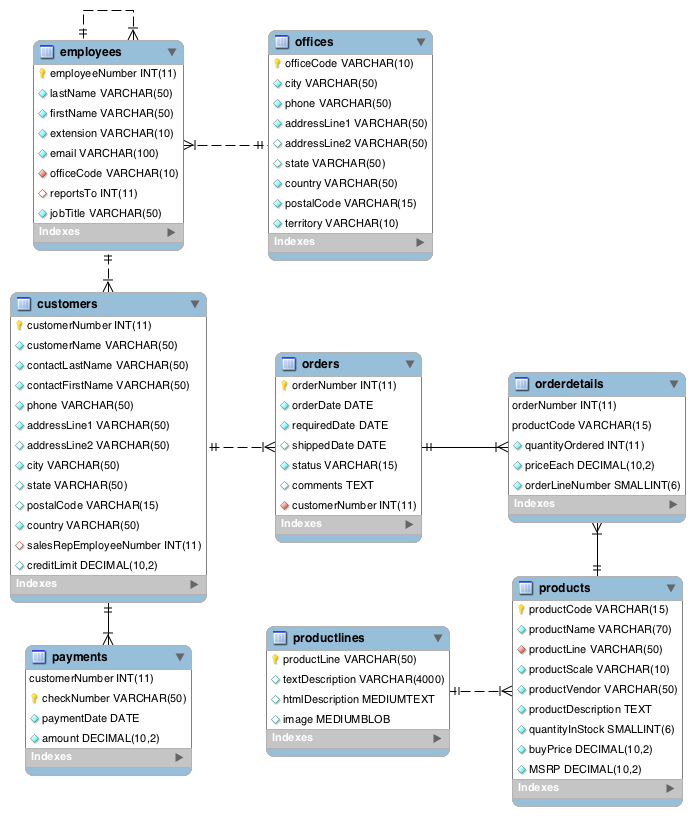 employees
employeeNumber INT(11)
lastName VARCHAR(50)
firstName VARCHAR(50)
extension VARCHAR(10)
email VARCHAR(100)
officeCode VARCHAR(10)
reportsTo INT(11)
jobTitle VARCHAR(50)
Indexes
offices
officeCode VARCHAR(10)
city VARCHAR(50)
phone VARCHAR(50)
addressLine1 VARCHAR(50)
addressLine2 VARCHAR(50)
state VARCHAR(50)
country VARCHAR(50)
postalCode VARCHAR(15)
territory VARCHAR(10)
Indexes
customers
customerNumber INT(11)
customerName VARCHAR(50)
contactLastName VARCHAR(50)
contactFirstName VARCHAR(50)
phone VARCHAR(50)
addressLine1 VARCHAR(50)
addressLine2 VARCHAR(50)
city VARCHAR(50)
state VARCHAR(50)
postalCode VARCHAR(15)
country VARCHAR(50)
salesRepEmployeeNumber INT(11)
creditLimit DECIMAL(10,2)
Indexes
orders
orderNumber INT(11)
orderDate DATE
requiredDate DATE
shippedDate DATE
status VARCHAR(15)
comments TEXT
customerNumber INT(11)
Indexes
orderdetails
orderNumber INT(11)
productCode VARCHAR(15)
quantityOrdered INT(11)
priceEach DECIMAL(10,2)
orderLineNumber SMALLINT(6)
Indexes
payments
customerNumber INT(11)
checkNumber VARCHAR(50)
paymentDate DATE
amount DECIMAL(10,2)
Indexes
productlines
productLine VARCHAR(50)
textDescription VARCHAR(4000)
htmlDescription MEDIUMTEXT
image MEDIUMBLOB
Indexes
products
productCode VARCHAR(15)
productName VARCHAR(70)
productLine VARCHAR(50)
productScale VARCHAR(10)
productVendor VARCHAR(50)
productDescription TEXT
quantityInStock SMALLINT(6)
buyPrice DECIMAL(10,2)
MSRP DECIMAL(10,2)
Indexes